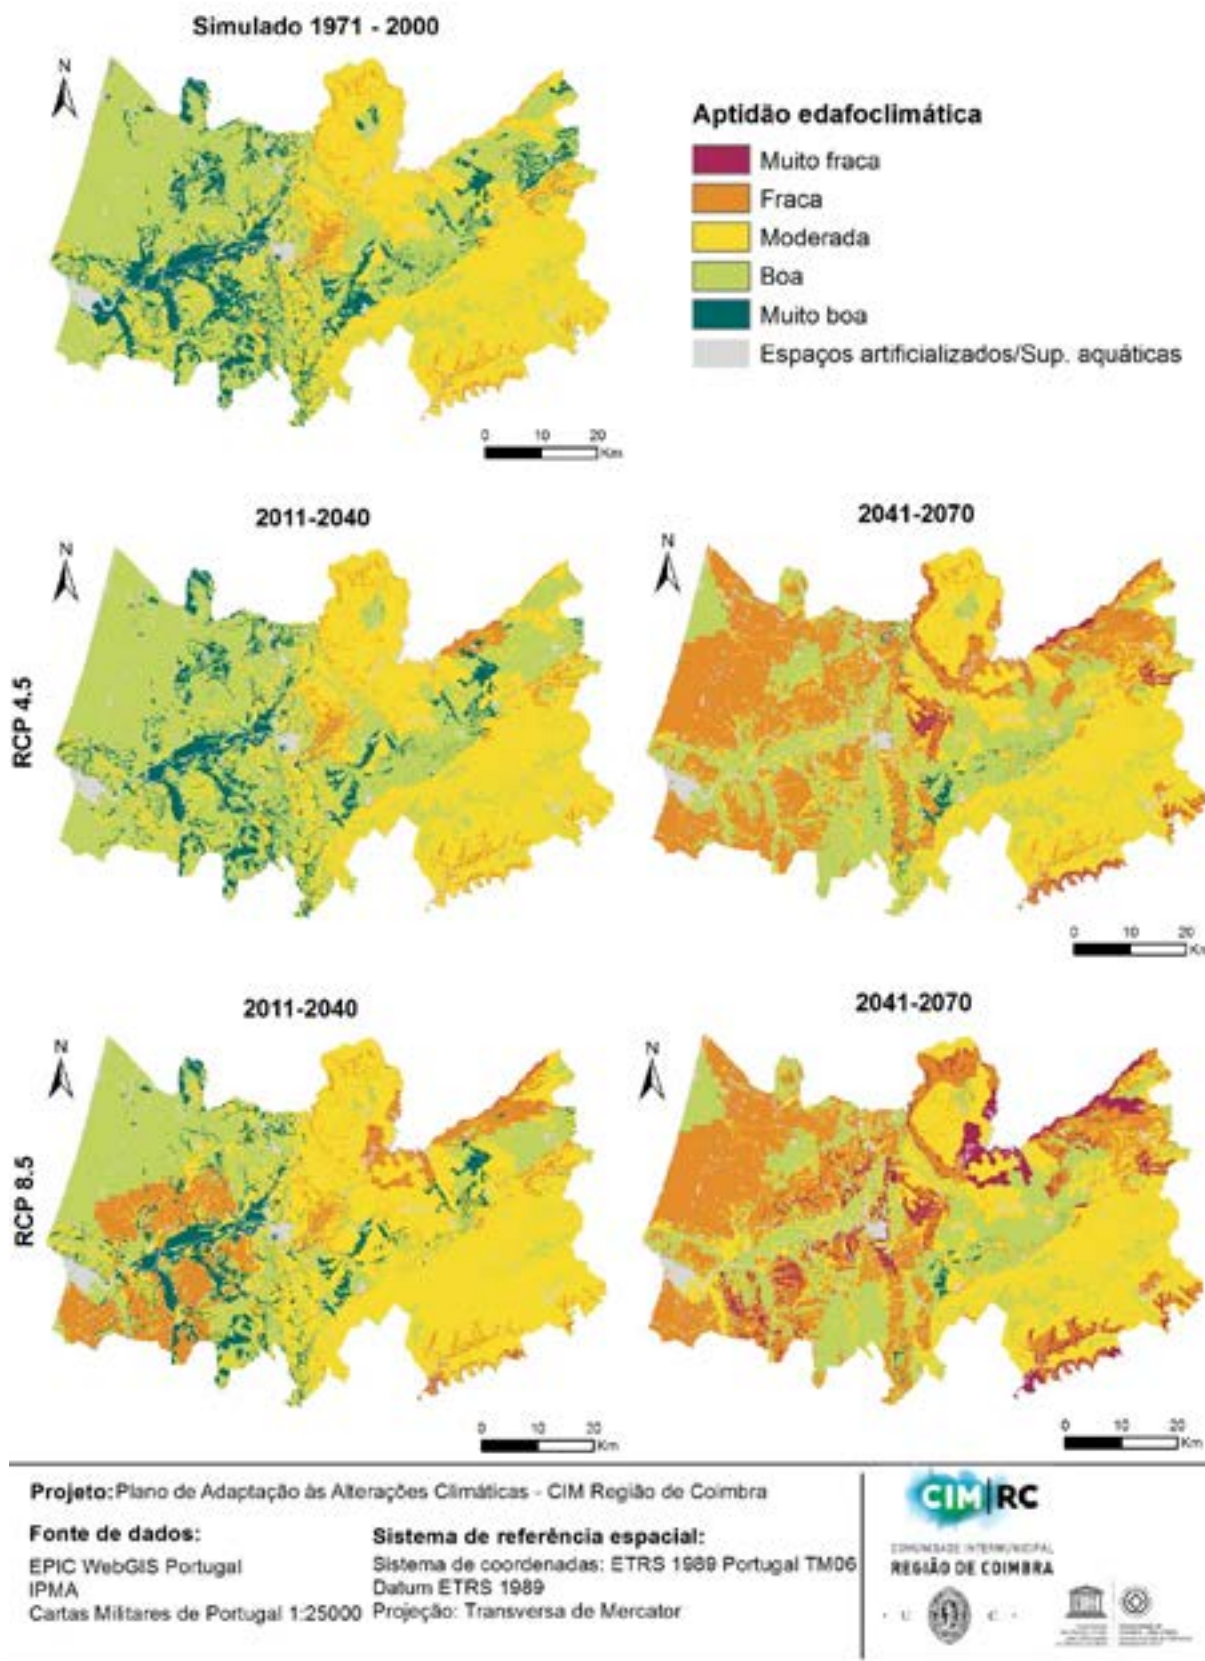 Simulado 1971 - 2000
N
Aptidão edafoclimática
Muito fraca
Fraca
Moderada
Boa
Muito boa
Espaços artificializados/Sup. aquáticas
0 10 20
Km
2011-2040
2041-2070
N
N
RCP 4.5
0 10 20
Km
2011-2040
2041-2070
N
N
RCP 8.5
0 10 20
Km
0 10 20
Km
Projeto: Plano de Adaptação às Alterações Climáticas - CIM Região de Coimbra
Fonte de dados:
EPIC WebGIS Portugal
IPMA
Cartas Militares de Portugal 1:25000
Sistema de referência espacial:
Sistema de coordenadas: ETRS 1989 Portugal TM06
Datum ETRS 1989
Projeção: Transversa de Mercator
CIM|RC
COMUNIDADE INTERMUNICIPAL
REGIÃO DE COIMBRA
· U C ·